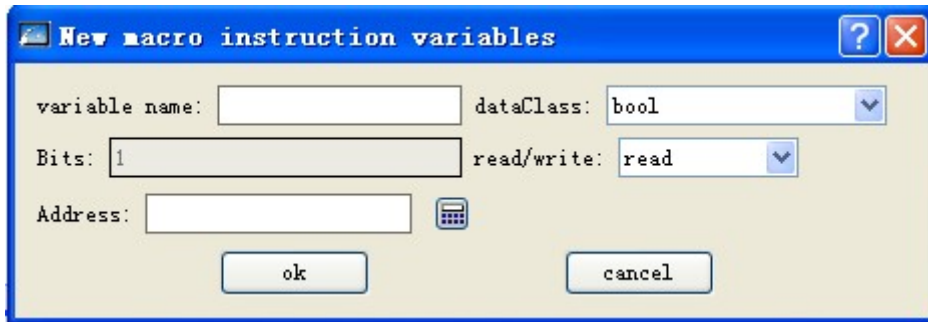 New macro instruction variables
variable name: dataClass: bool
Bits: 1 read/write: read
Address:
ok cancel